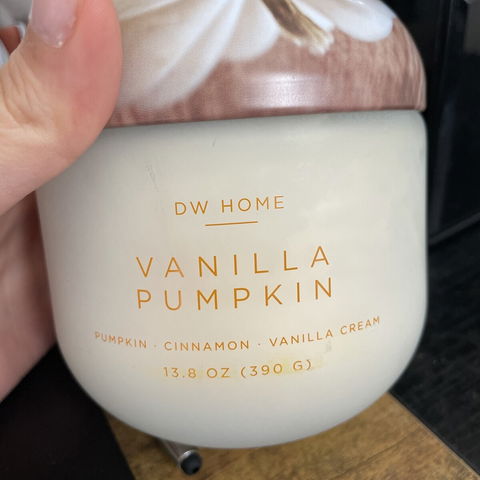 DW HOME
VANILLA
PUMPKIN
PUMPKIN · CINNAMON · VANILLA CREAM
13.8 OZ (390 G)